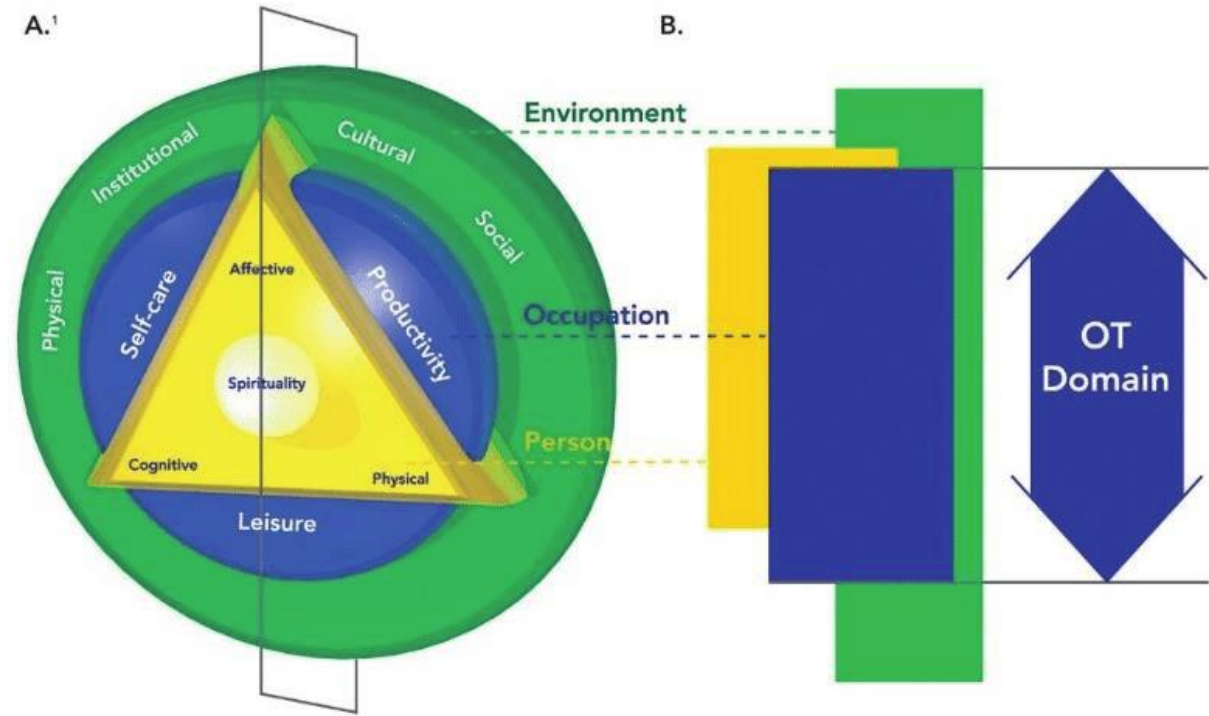 A.¹
B.
Environment
Institutional
Cultural
Physical
Social
Self-care
Affective
Productivity
Occupation
OT
Domain
Spirituality
Person
Cognitive
Physical
Leisure